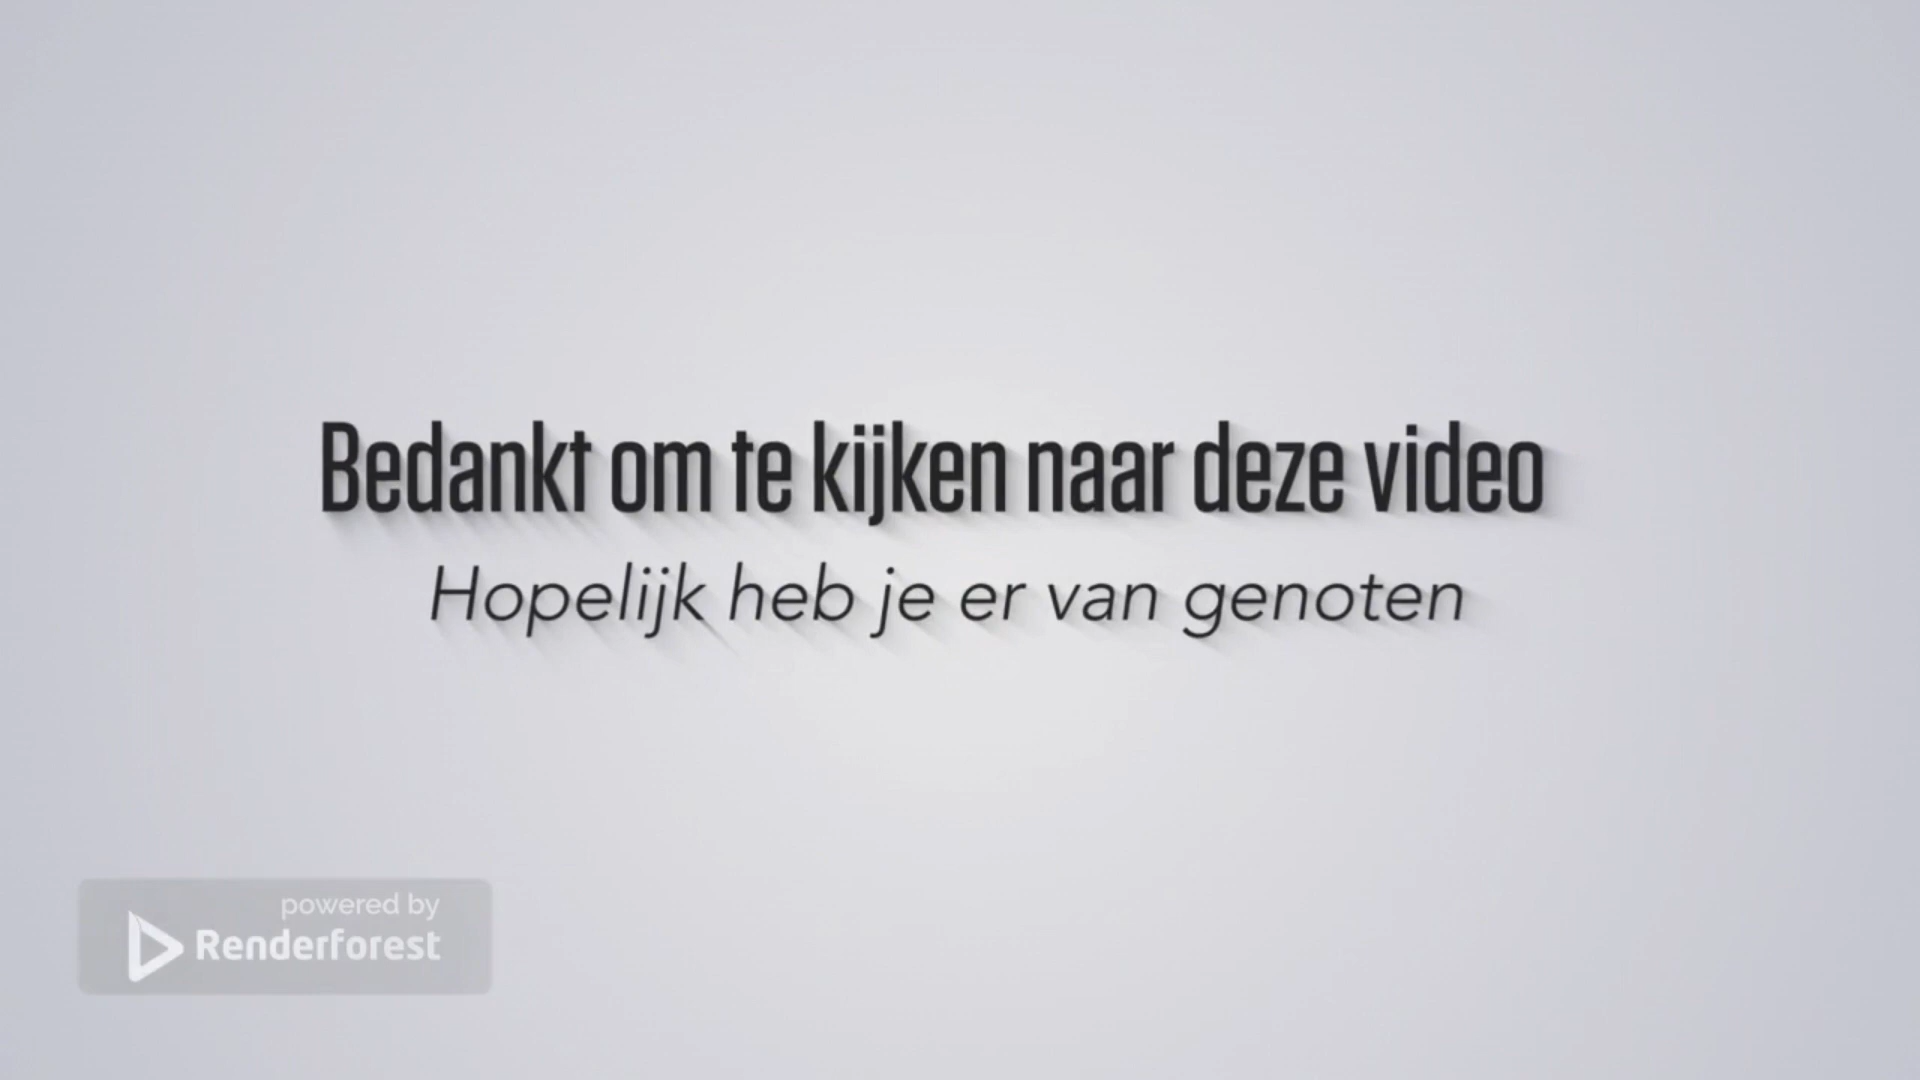 Bedankt om te kijken naar deze video
Hopelijk heb je er van genoten
powered by
Renderforest